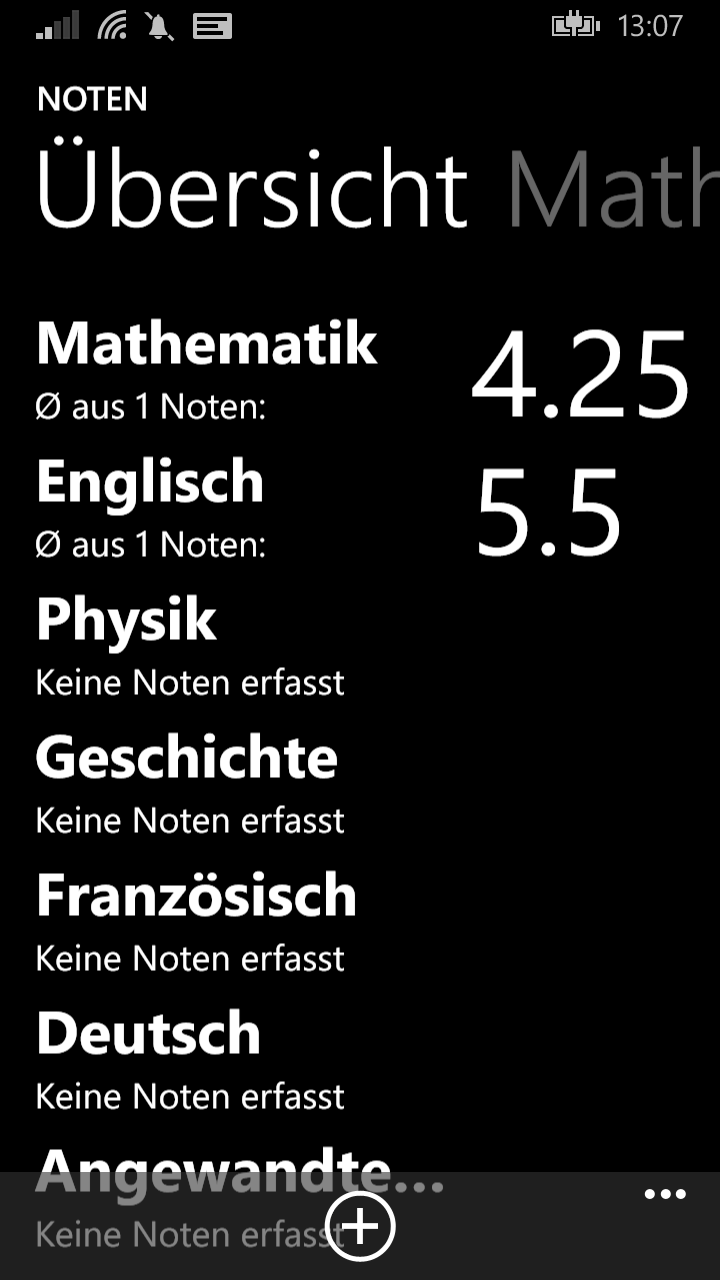 13:07
NOTEN
Übersicht Math
Mathematik 4.25
Ø aus 1 Noten:
Englisch 5.5
Ø aus 1 Noten:
Physik
Keine Noten erfasst
Geschichte
Keine Noten erfasst
Französisch
Keine Noten erfasst
Deutsch
Keine Noten erfasst
Angewandte...
Keine Noten erfasst